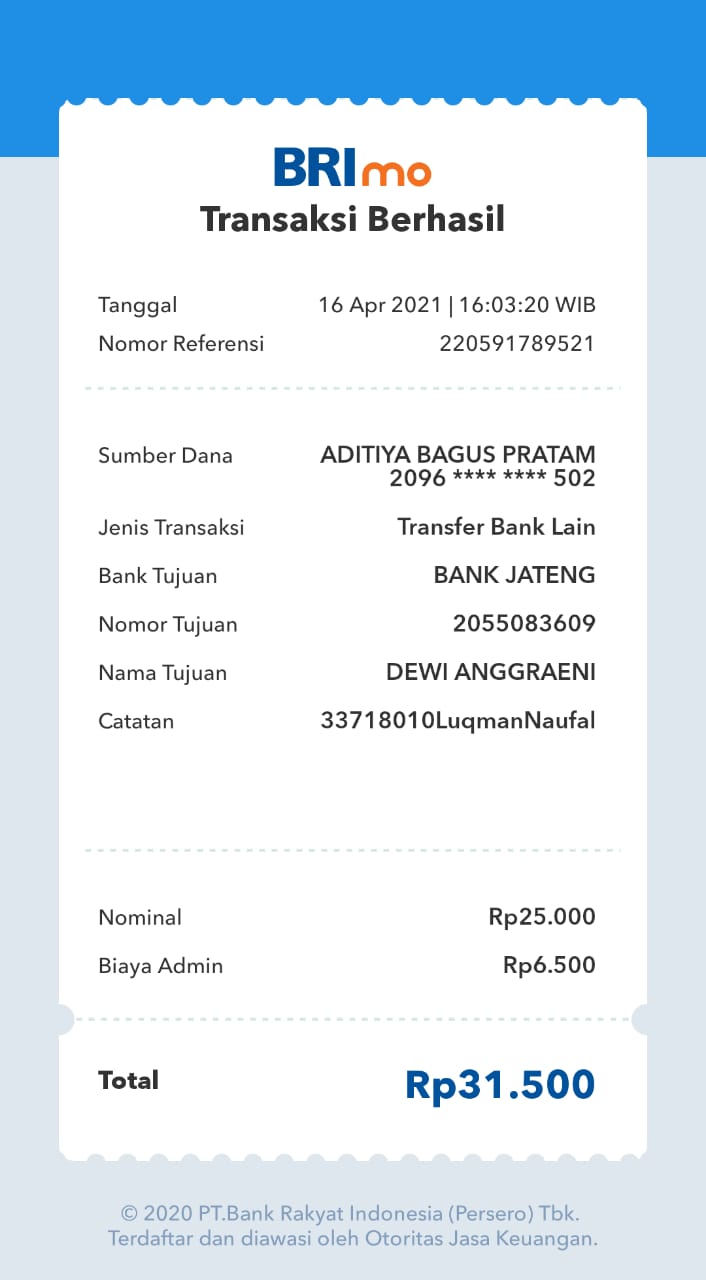 BRImo
Transaksi Berhasil
Tanggal 16 Apr 2021 | 16:03:20 WIB
Nomor Referensi 220591789521
Sumber Dana ADITIYA BAGUS PRATAM
2096 **** **** 502
Jenis Transaksi Transfer Bank Lain
Bank Tujuan BANK JATENG
Nomor Tujuan 2055083609
Nama Tujuan DEWI ANGGRAENI
Catatan 33718010LuqmanNaufal
Nominal Rp25.000
Biaya Admin Rp6.500
Total Rp31.500
© 2020 PT.Bank Rakyat Indonesia (Persero) Tbk.
Terdaftar dan diawasi oleh Otoritas Jasa Keuangan.